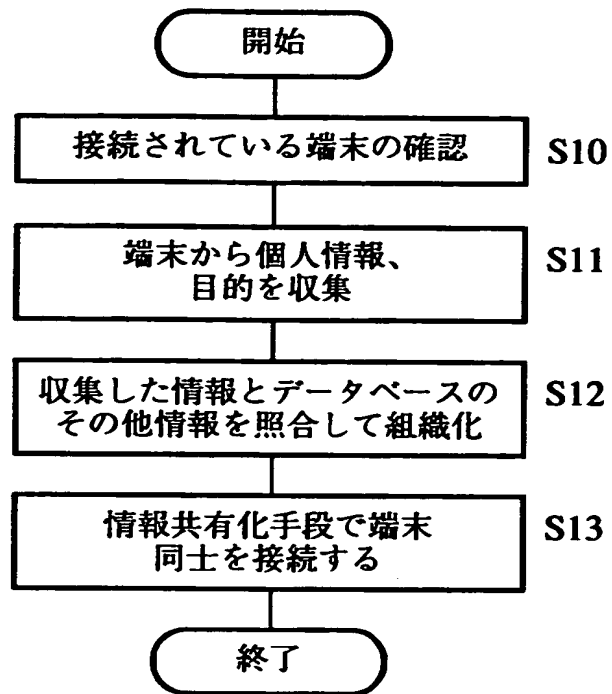 開始
接続されている端末の確認
S10
端末から個人情報、
目的を収集
S11
収集した情報とデータベースの
その他情報を照合して組織化
S12
情報共有化手段で端末
同士を接続する
S13
終了